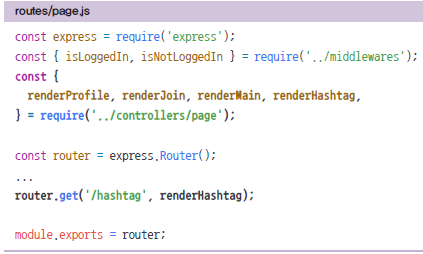 routes/page.js
const express = require('express');
const { isLoggedIn, isNotLoggedIn } = require('../middlewares');
const {
  renderProfile, renderJoin, renderMain, renderHashtag,
} = require('../controllers/page');

const router = express.Router();
...
router.get('/hashtag', renderHashtag);

module.exports = router;